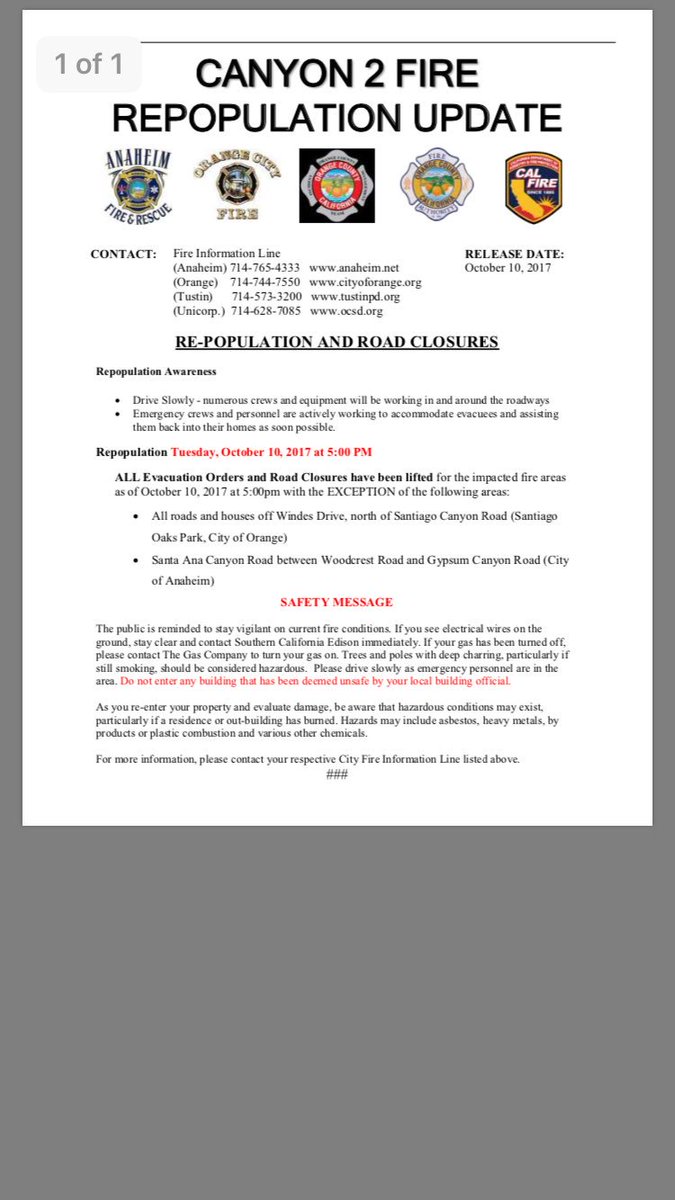 1 of 1
CANYON 2 FIRE
REPOPULATION UPDATE
ANAHEIM
FIRE & RESCUE
ORANGE CITY
FIRE
ORANGE COUNTY
CALIFORNIA
FIRE
AUTHORITY
CAL
FIRE
SINCE 1885
CONTACT: Fire Information Line
RELEASE DATE:
(Anaheim) 714-765-4333 www.anaheim.net
October 10, 2017
(Orange) 714-744-7550 www.cityoforange.org
(Tustin) 714-573-3200 www.tustinpd.org
(Unicorp.) 714-628-7085 www.ocsd.org
RE-POPULATION AND ROAD CLOSURES
Repopulation Awareness
• Drive Slowly - numerous crews and equipment will be working in and around the roadways
• Emergency crews and personnel are actively working to accommodate evacuees and assisting
them back into their homes as soon possible.
Repopulation Tuesday, October 10, 2017 at 5:00 PM
ALL Evacuation Orders and Road Closures have been lifted for the impacted fire areas
as of October 10, 2017 at 5:00pm with the EXCEPTION of the following areas:
• All roads and houses off Windes Drive, north of Santiago Canyon Road (Santiago
Oaks Park, City of Orange)
• Santa Ana Canyon Road between Woodcrest Road and Gypsum Canyon Road (City
of Anaheim)
SAFETY MESSAGE
The public is reminded to stay vigilant on current fire conditions. If you see electrical wires on the
ground, stay clear and contact Southern California Edison immediately. If your gas has been turned off,
please contact The Gas Company to turn your gas on. Trees and poles with deep charring, particularly if
still smoking, should be considered hazardous. Please drive slowly as emergency personnel are in the
area. Do not enter any building that has been deemed unsafe by your local building official.
As you re-enter your property and evaluate damage, be aware that hazardous conditions may exist,
particularly if a residence or out-building has burned. Hazards may include asbestos, heavy metals, by
products or plastic combustion and various other chemicals.
For more information, please contact your respective City Fire Information Line listed above.
###